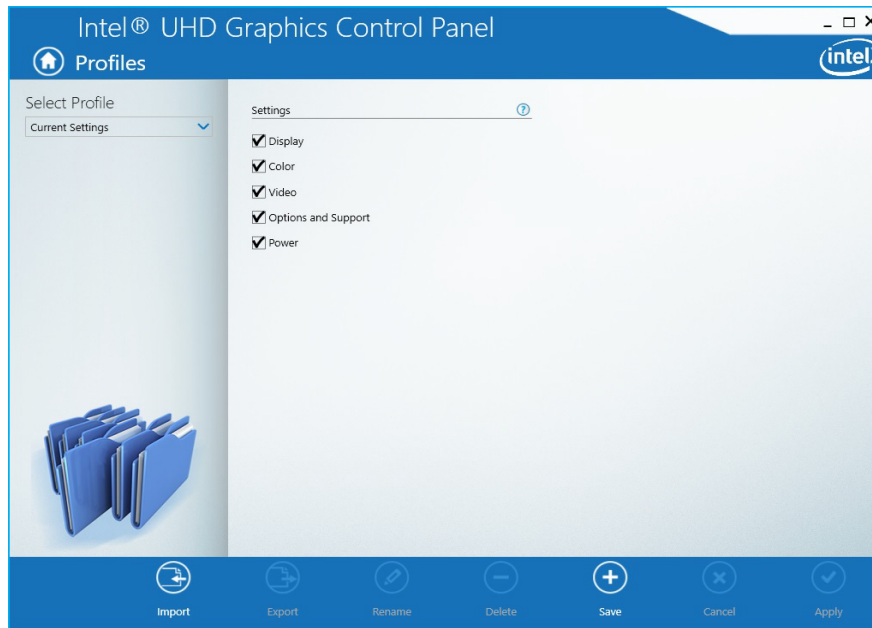 Intel® UHD Graphics Control Panel
Profiles
intel
Select Profile
Current Settings
Settings
?
Display
Color
Video
Options and Support
Power
Import
Export
Rename
Delete
Save
Cancel
Apply